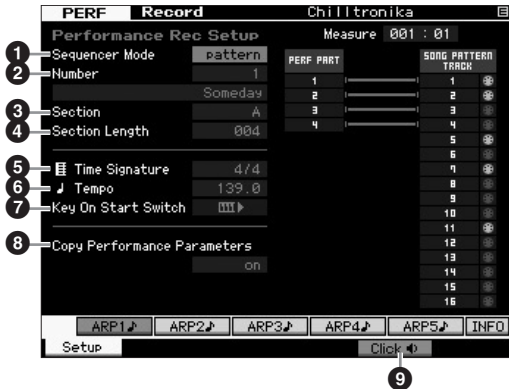 PERF Record Chilltronika E
Performance Rec Setup Measure 001 : 01
1 Sequencer Mode pattern
2 Number 1
Someday
3 Section A
4 Section Length 004
5 Time Signature 4/4
6 Tempo 139.0
7 Key On Start Switch
8 Copy Performance Parameters
on
PERF PART
1
2
3
4
SONG PATTERN
TRACK
1
2
3
4
5
6
7
8
9
10
11
12
13
14
15
16
ARP1♪ ARP2♪ ARP3♪ ARP4♪ ARP5♪ INFO
Setup Click
9